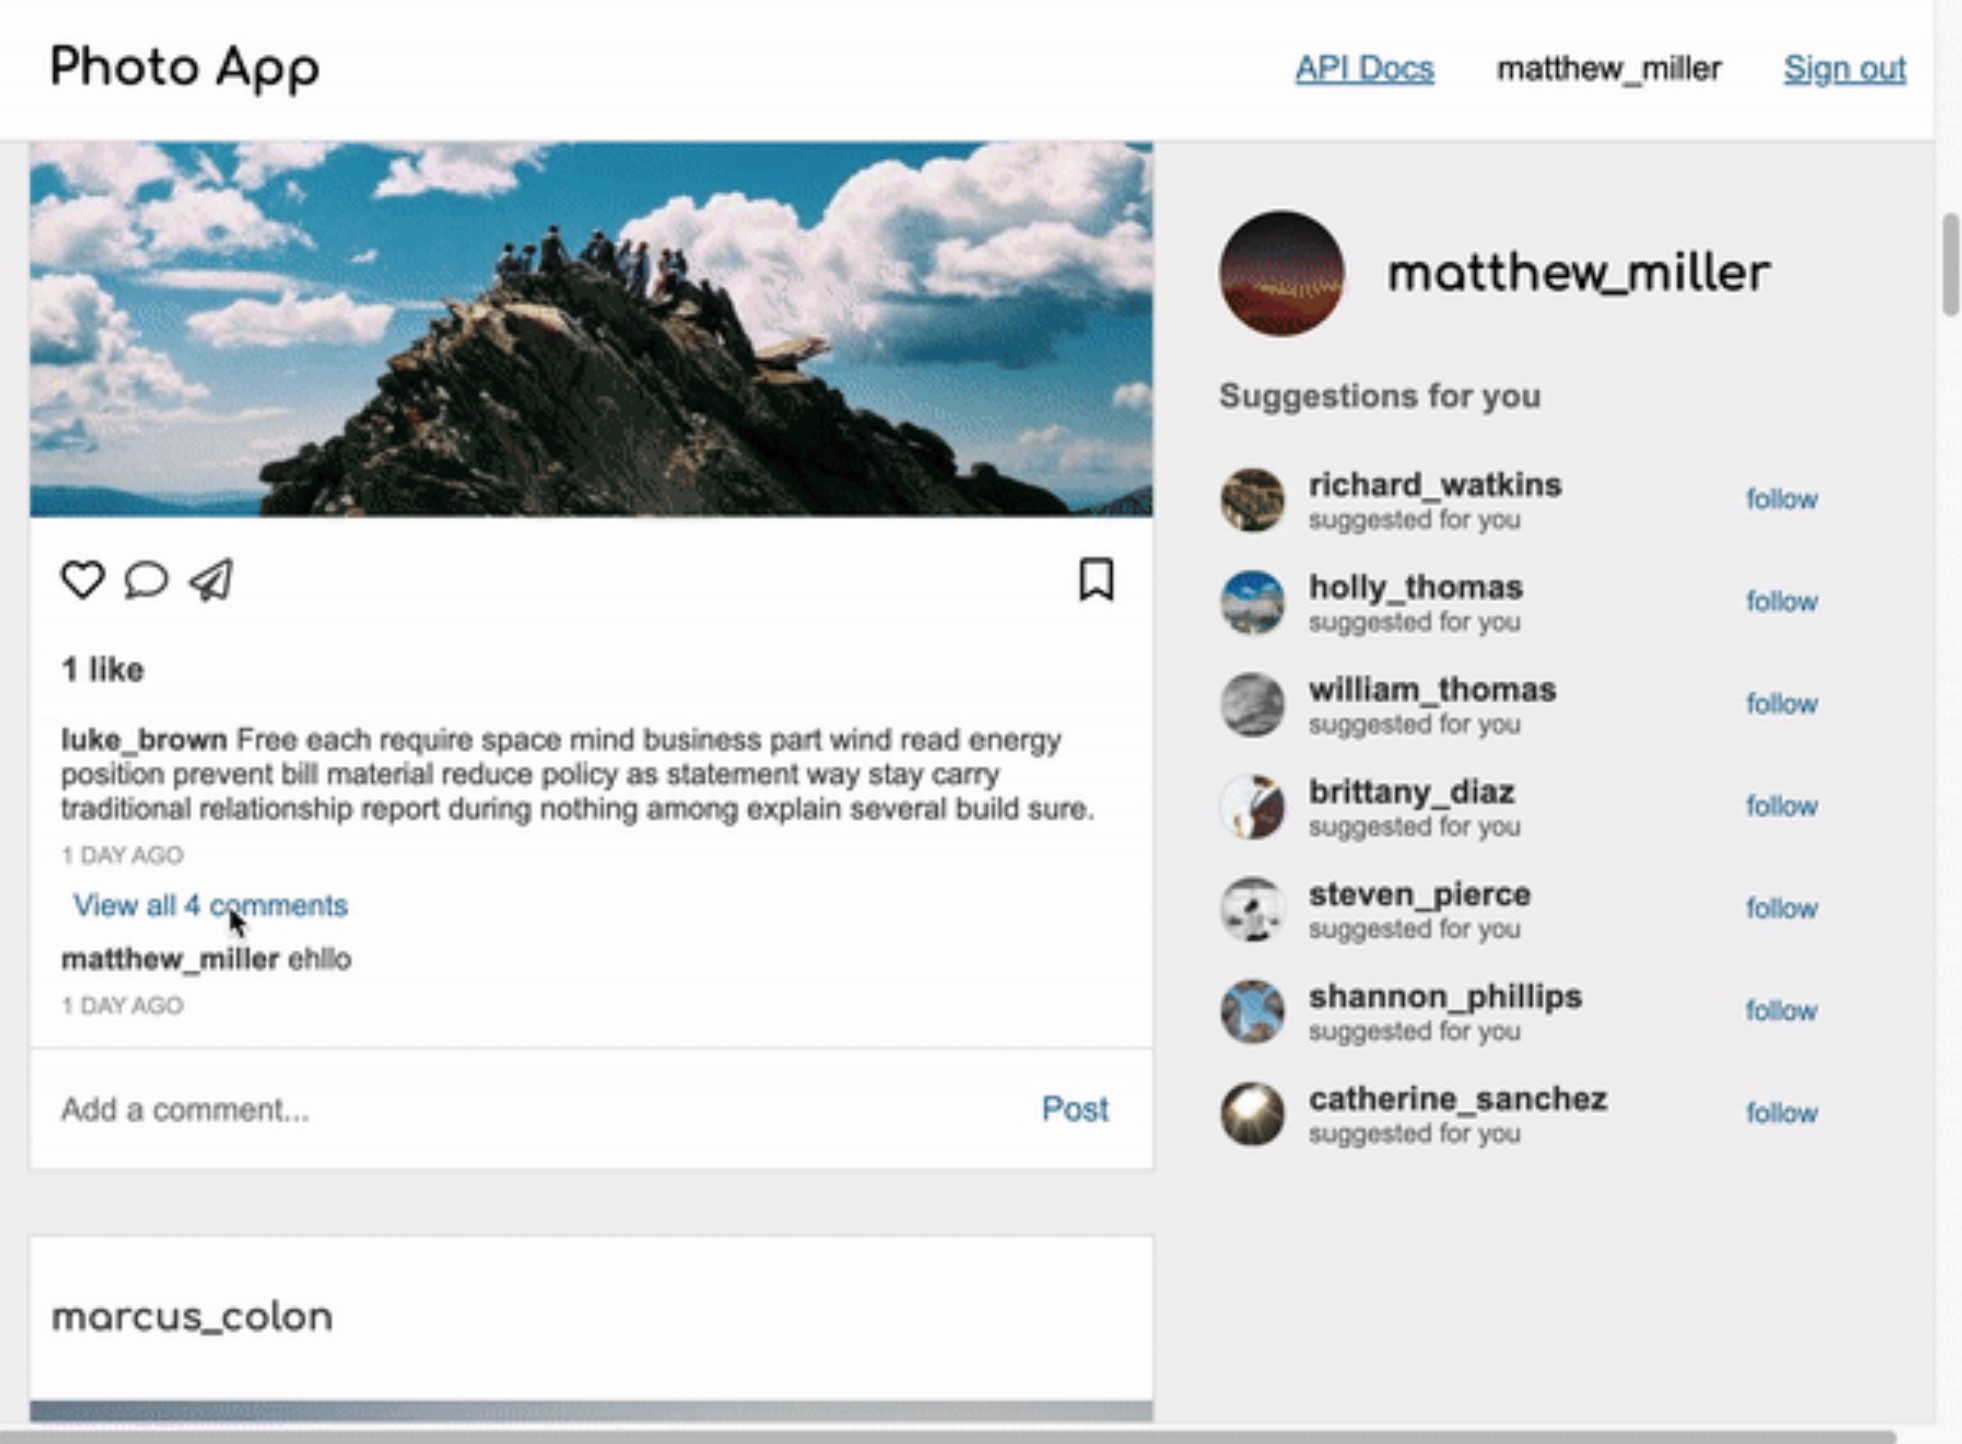 Photo App
API Docs
matthew_miller
Sign out
1 like
luke_brown Free each require space mind business part wind read energy
position prevent bill material reduce policy as statement way stay carry
traditional relationship report during nothing among explain several build sure.
1 DAY AGO
View all 4 comments
matthew_miller ehllo
1 DAY AGO
Add a comment...
Post
marcus_colon
matthew_miller
Suggestions for you
richard_watkins
suggested for you
follow
holly_thomas
suggested for you
follow
william_thomas
suggested for you
follow
brittany_diaz
suggested for you
follow
steven_pierce
suggested for you
follow
shannon_phillips
suggested for you
follow
catherine_sanchez
suggested for you
follow